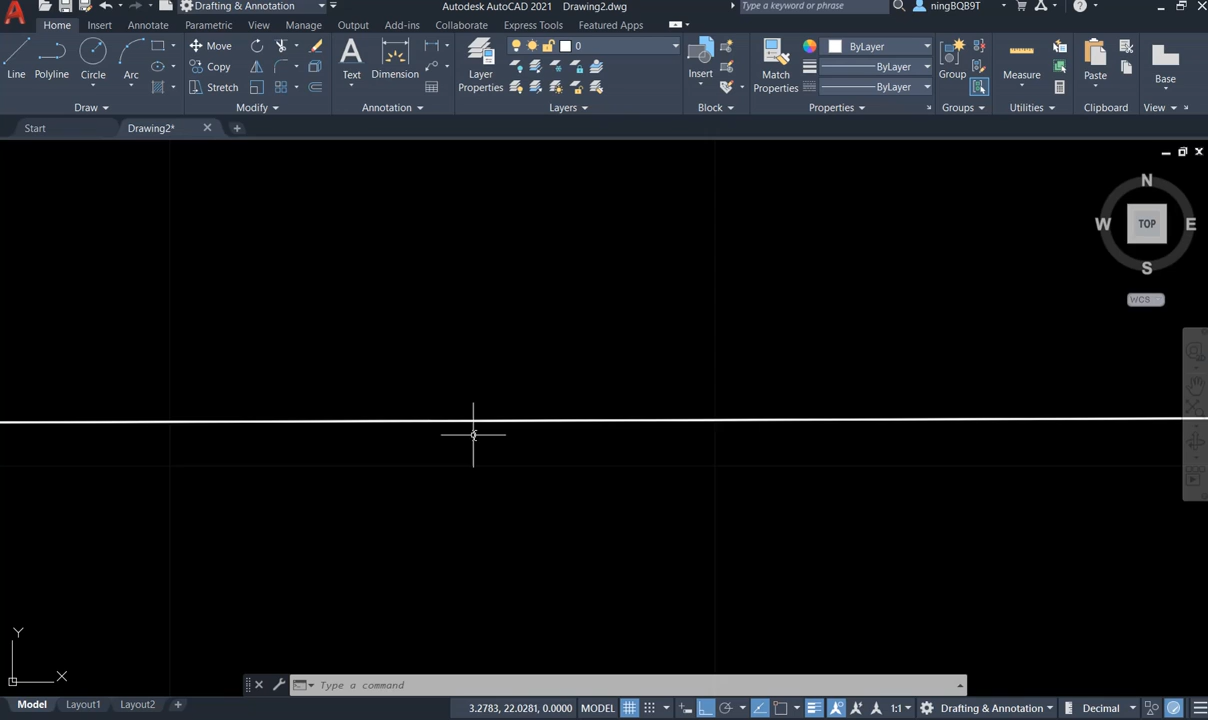 Drafting & Annotation
Autodesk AutoCAD 2021 Drawing2.dwg
Type a keyword or phrase
ningBQB9T
Home Insert Annotate Parametric View Manage Output Add-ins Collaborate Express Tools Featured Apps
Line Polyline Circle Arc
Move
Copy
Stretch
Text Dimension
Layer
Properties
0
Insert
Match
Properties
ByLayer
ByLayer
ByLayer
Group
Measure
Paste
Base
Draw Modify Annotation Layers Block Properties Groups Utilities Clipboard View
Start Drawing2*
N
W TOP E
S
WCS
Y
X
Type a command
Model Layout1 Layout2
3.2783, 22.0281, 0.0000 MODEL 1:1 Drafting & Annotation Decimal